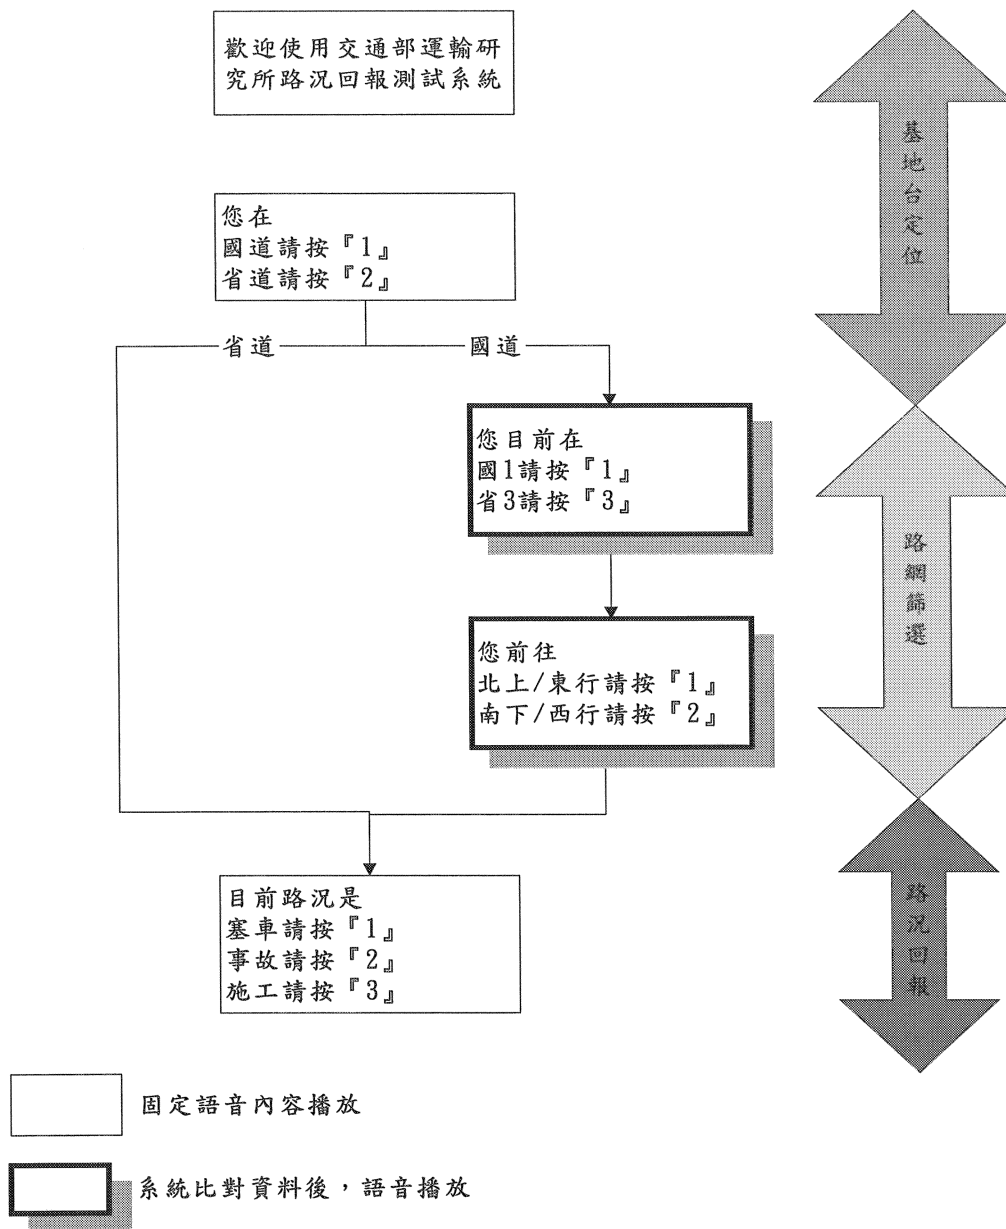 歡迎使用交通部運輸研
究所路況回報測試系統
基地台定位
您在
國道請按『1』
省道請按『2』
省道
國道
您目前在
國1請按『1』
省3請按『3』
路網篩選
您前往
北上/東行請按『1』
南下/西行請按『2』
目前路況是
塞車請按『1』
事故請按『2』
施工請按『3』
路況回報
固定語音內容播放
系統比對資料後，語音播放